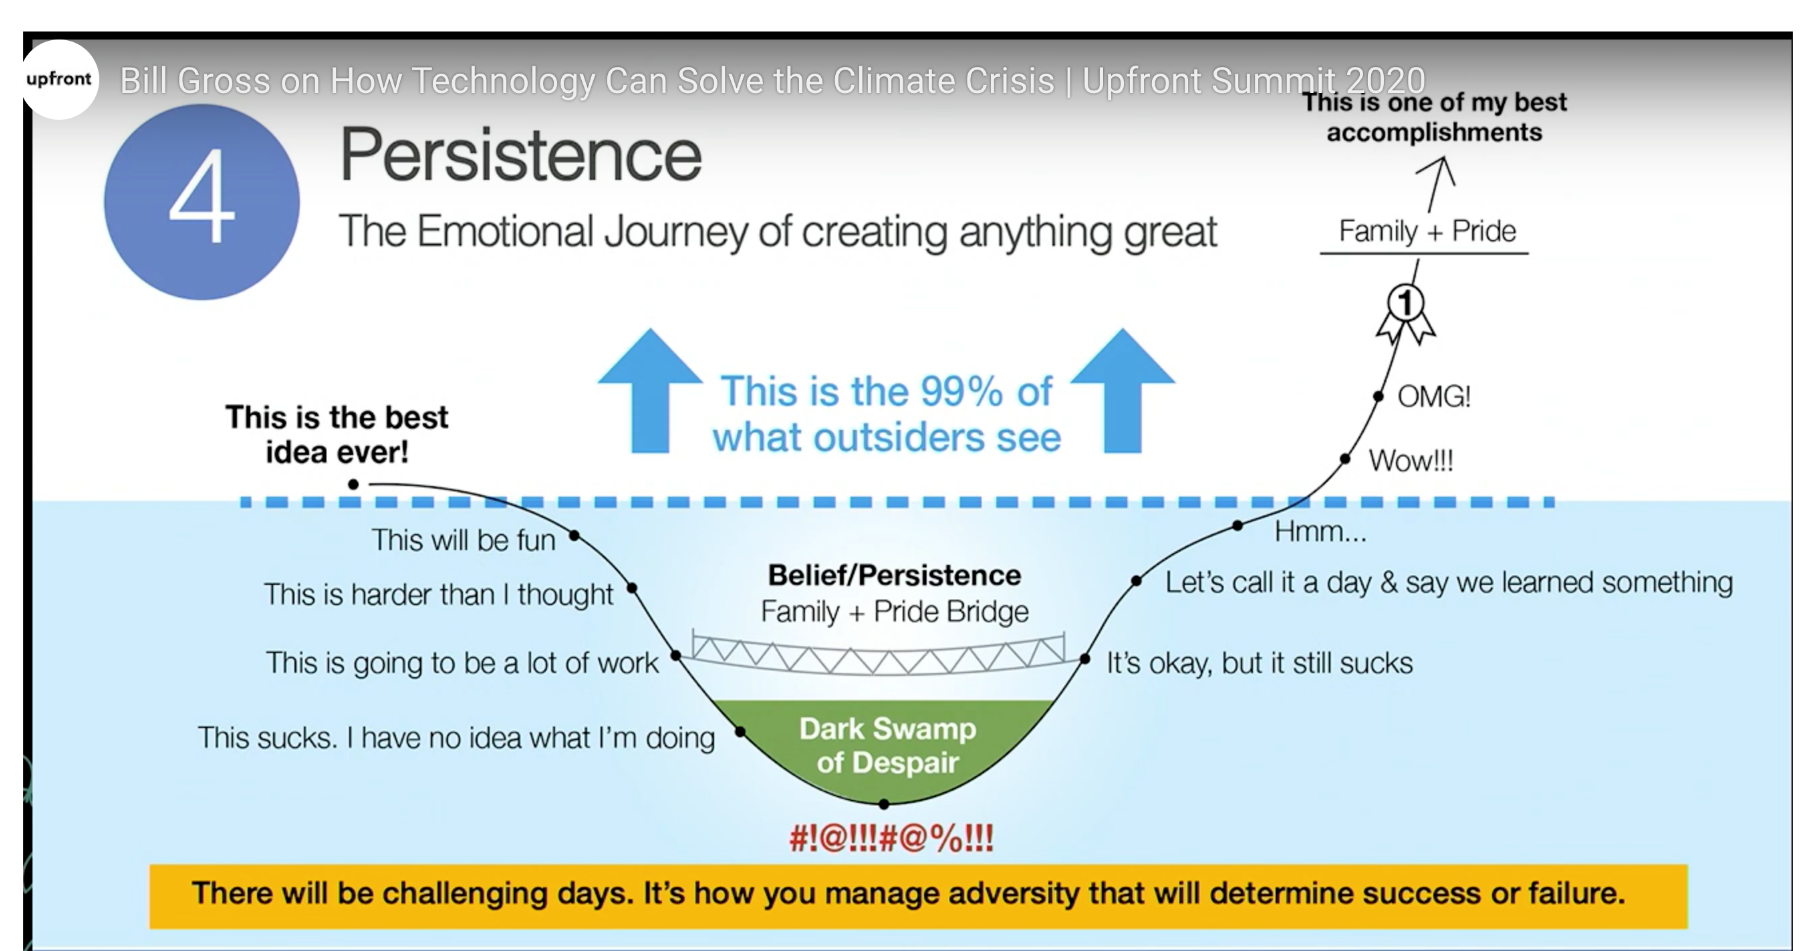 upfront
Bill Gross on How Technology Can Solve the Climate Crisis | Upfront Summit 2020
4
Persistence
The Emotional Journey of creating anything great
This is one of my best
accomplishments
Family + Pride
1
OMG!
Wow!!!
This is the 99% of
what outsiders see
This is the best
idea ever!
This will be fun
This is harder than I thought
This is going to be a lot of work
This sucks. I have no idea what I'm doing
Belief/Persistence
Family + Pride Bridge
Dark Swamp
of Despair
#!@!!!#@%!!!
Hmm...
Let's call it a day & say we learned something
It's okay, but it still sucks
There will be challenging days. It's how you manage adversity that will determine success or failure.